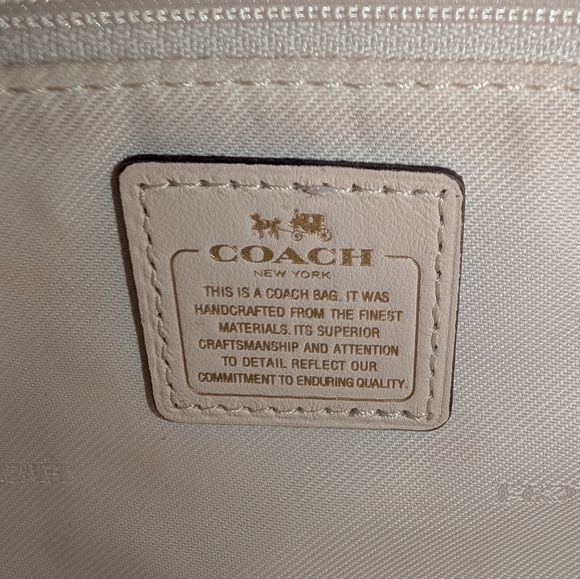 COACH
NEW YORK
THIS IS A COACH BAG. IT WAS
HANDCRAFTED FROM THE FINEST
MATERIALS. ITS SUPERIOR
CRAFTSMANSHIP AND ATTENTION
TO DETAIL REFLECT OUR
COMMITMENT TO ENDURING QUALITY.